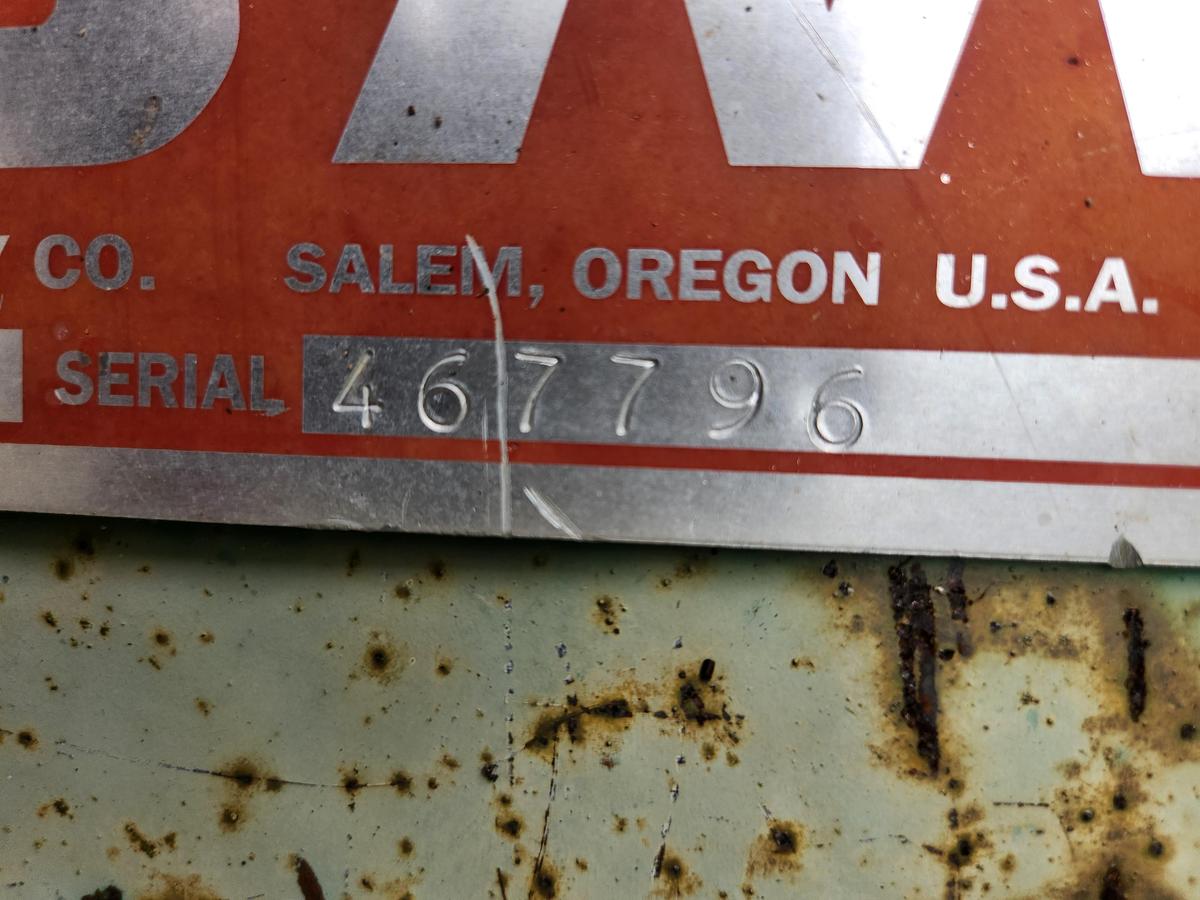 CO. SALEM, OREGON U.S.A.
SERIAL 467796